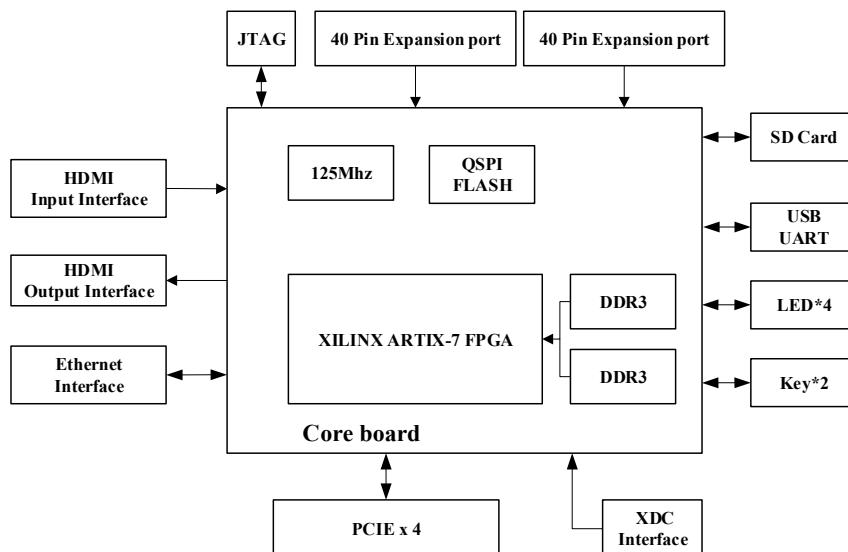 JTAG
40 Pin Expansion port
40 Pin Expansion port
HDMI
Input Interface
HDMI
Output Interface
Ethernet
Interface
125Mhz
QSPI
FLASH
XILINX ARTIX-7 FPGA
DDR3
DDR3
Core board
SD Card
USB
UART
LED*4
Key*2
PCIE x 4
XDC
Interface